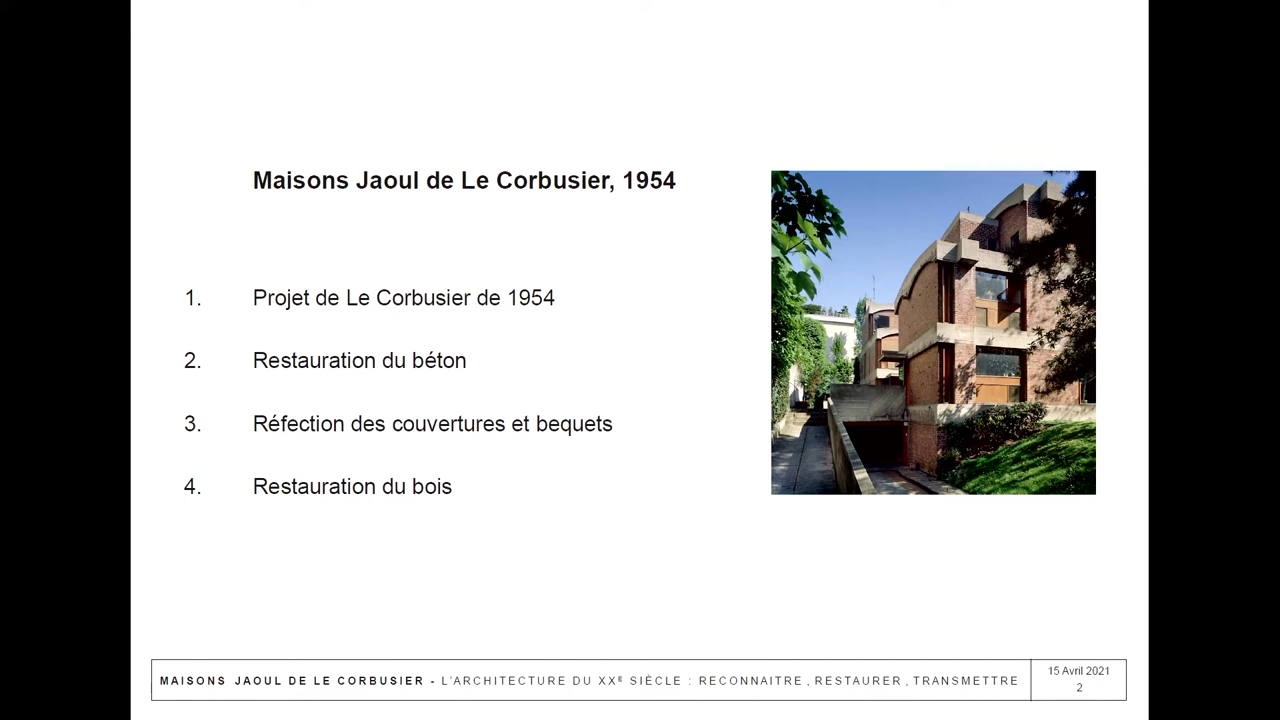 Maisons Jaoul de Le Corbusier, 1954
1. Projet de Le Corbusier de 1954
2. Restauration du béton
3. Réfection des couvertures et bequets
4. Restauration du bois
MAISONS JAOUL DE LE CORBUSIER - L'ARCHITECTURE DU XXE SIÈCLE : RECONNAITRE , RESTAURER , TRANSMETTRE
15 Avril 2021
2